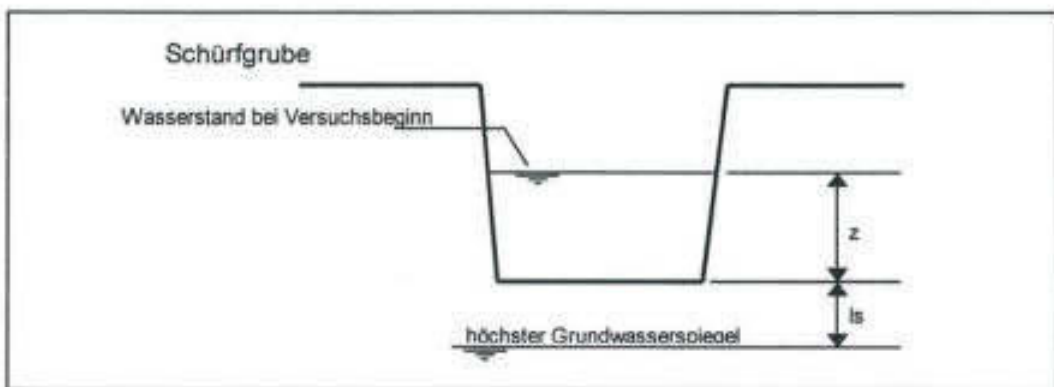 Schürfgrube
Wasserstand bei Versuchsbeginn
z
ls
höchster Grundwasserspiegel